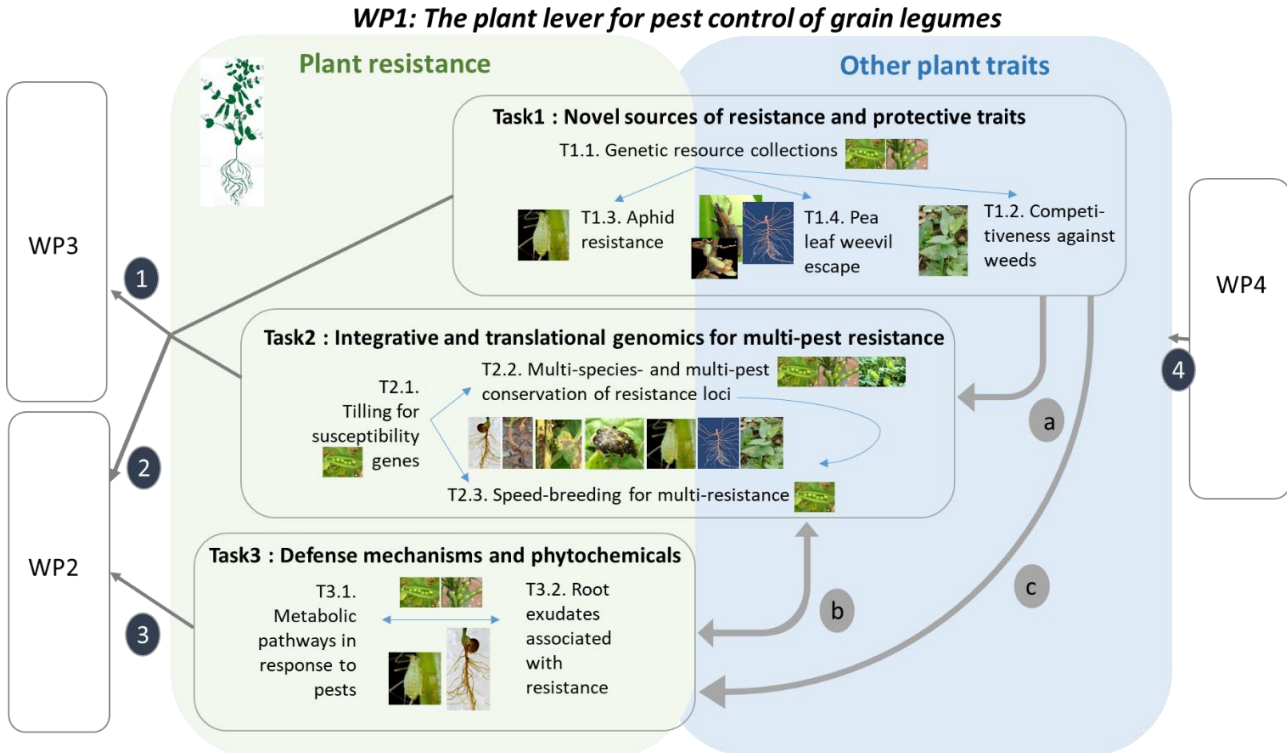 WP1: The plant lever for pest control of grain legumes
Plant resistance
Other plant traits
Task1 : Novel sources of resistance and protective traits
T1.1. Genetic resource collections
T1.3. Aphid
resistance
T1.4. Pea
leaf weevil
escape
T1.2. Competi-
tiveness against
weeds
WP3
1
WP4
4
Task2 : Integrative and translational genomics for multi-pest resistance
T2.1.
Tilling for
susceptibility
genes
T2.2. Multi-species- and multi-pest
conservation of resistance loci
T2.3. Speed-breeding for multi-resistance
a
2
WP2
3
Task3 : Defense mechanisms and phytochemicals
T3.1.
Metabolic
pathways in
response to
pests
T3.2. Root
exudates
associated
with
resistance
b
c